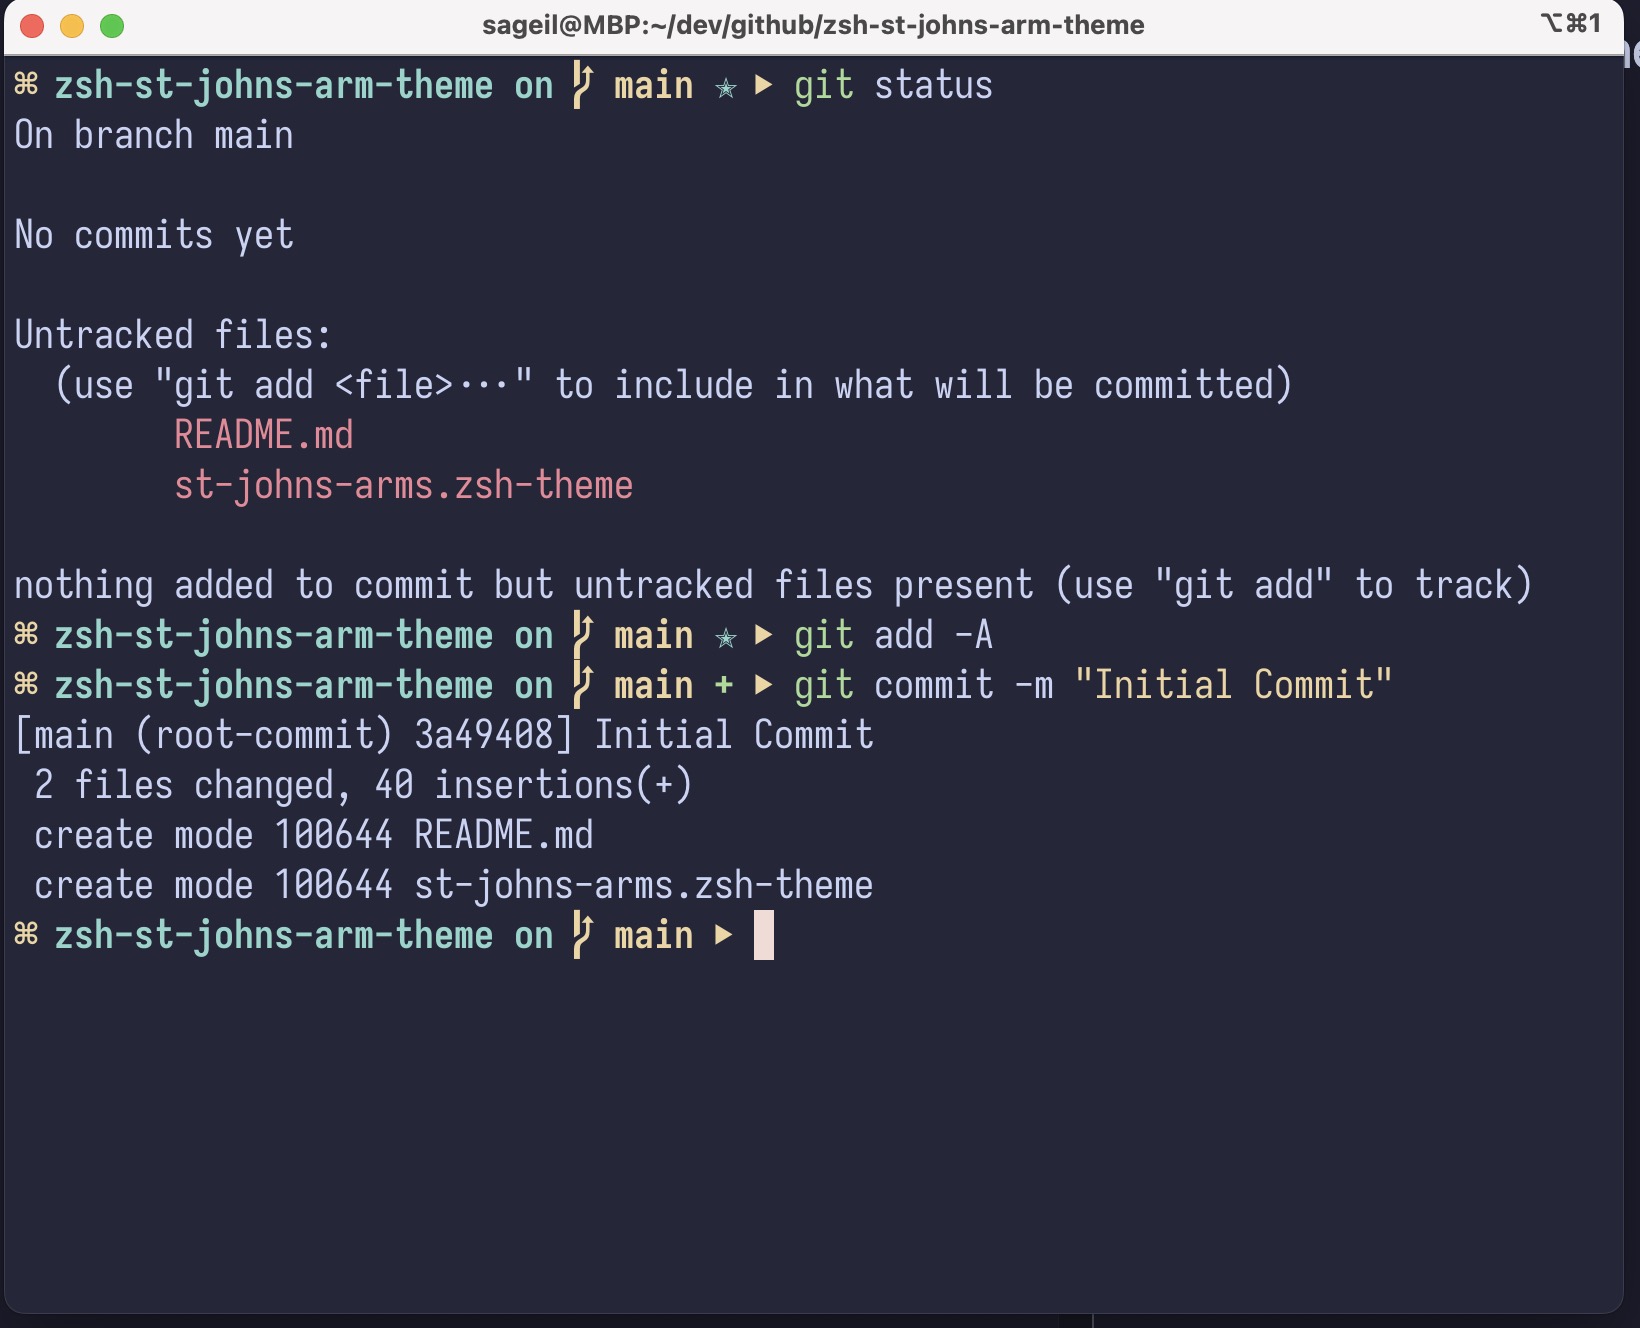 sageil@MBP:~/dev/github/zsh-st-johns-arm-theme ⌥⌘1
⌘ zsh-st-johns-arm-theme on main ✭ ▶ git status
On branch main
No commits yet
Untracked files:
(use "git add <file>..." to include in what will be committed)
README.md
st-johns-arms.zsh-theme
nothing added to commit but untracked files present (use "git add" to track)
⌘ zsh-st-johns-arm-theme on main ✭ ▶ git add -A
⌘ zsh-st-johns-arm-theme on main + ▶ git commit -m "Initial Commit"
[main (root-commit) 3a49408] Initial Commit
2 files changed, 40 insertions(+)
create mode 100644 README.md
create mode 100644 st-johns-arms.zsh-theme
⌘ zsh-st-johns-arm-theme on main ▶